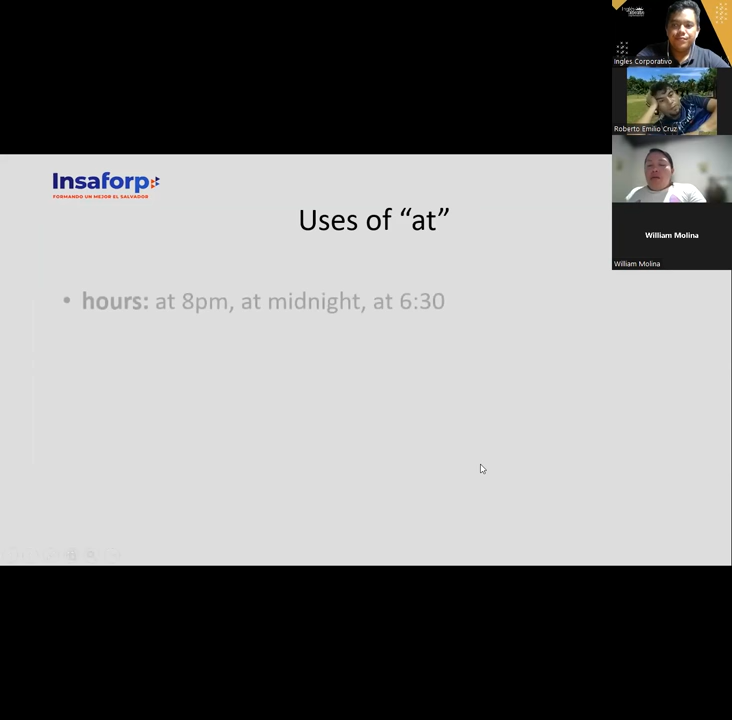 Ingles Corporativo
Roberto Emilio Cruz
William Molina
William Molina
Insaforp
FORMANDO UN MEJOR EL SALVADOR
Uses of “at”
• hours: at 8pm, at midnight, at 6:30